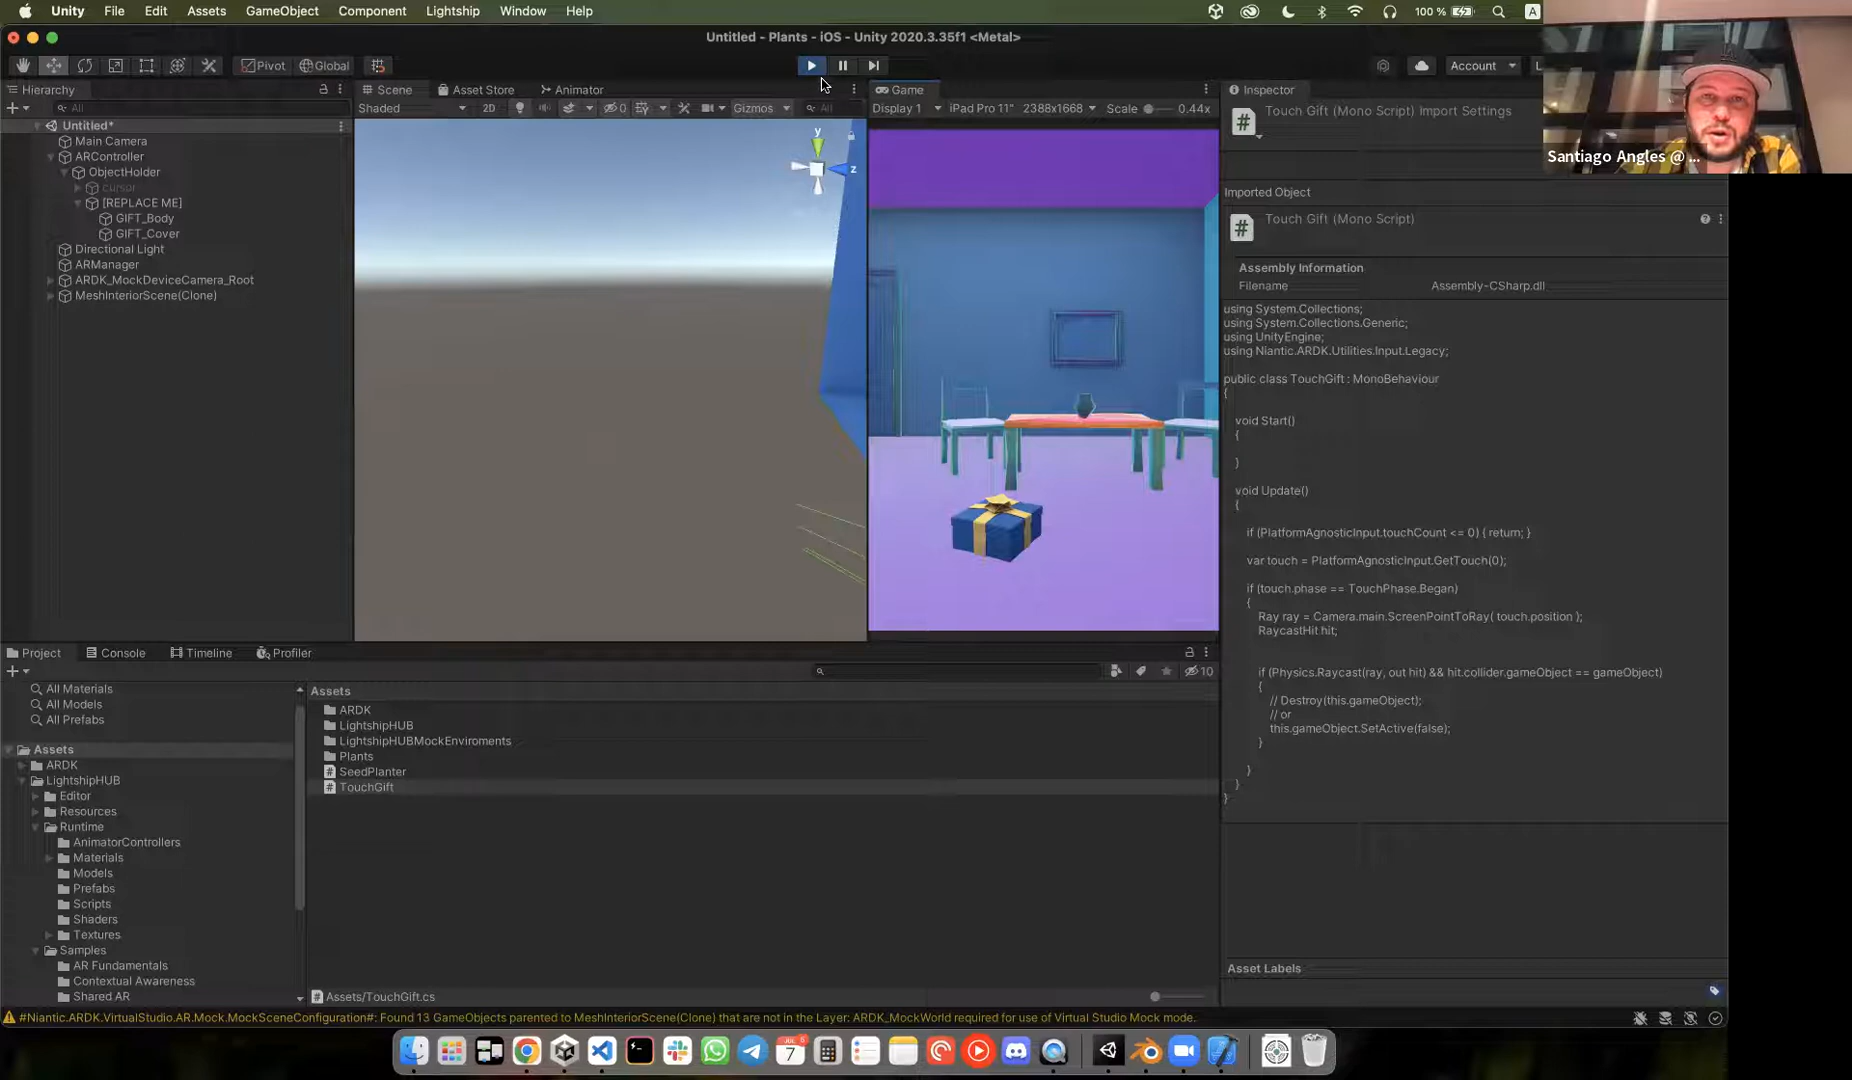 Unity File Edit Assets GameObject Component Lightship Window Help 100 % A
Untitled - Plants - iOS - Unity 2020.3.35f1 <Metal>
Pivot Global Account L
Hierarchy
All
Untitled*
Main Camera
ARController
ObjectHolder
cursor
[REPLACE ME]
GIFT_Body
GIFT_Cover
Directional Light
ARManager
ARDK_MockDeviceCamera_Root
MeshInteriorScene(Clone)
Scene Asset Store Animator
Shaded 2D 0 Gizmos All
y
z
Game
Display 1 iPad Pro 11" 2388x1668 Scale 0.44x
Inspector
Touch Gift (Mono Script) Import Settings
Santiago Angles @ ...
Imported Object
Touch Gift (Mono Script)
Assembly Information
Filename Assembly-CSharp.dll
using System.Collections;
using System.Collections.Generic;
using UnityEngine;
using Niantic.ARDK.Utilities.Input.Legacy;
public class TouchGift : MonoBehaviour
{
void Start()
{
}
void Update()
{
if (PlatformAgnosticInput.touchCount <= 0) { return; }
var touch = PlatformAgnosticInput.GetTouch(0);
if (touch.phase == TouchPhase.Began)
{
Ray ray = Camera.main.ScreenPointToRay( touch.position );
RaycastHit hit;
if (Physics.Raycast(ray, out hit) && hit.collider.gameObject == gameObject)
{
// Destroy(this.gameObject);
// or
this.gameObject.SetActive(false);
}
}
}
}
Asset Labels
Project Console Timeline Profiler
10
All Materials
All Models
All Prefabs
Assets
ARDK
LightshipHUB
Editor
Resources
Runtime
AnimatorControllers
Materials
Models
Prefabs
Scripts
Shaders
Textures
Samples
AR Fundamentals
Contextual Awareness
Shared AR
Assets
ARDK
LightshipHUB
LightshipHUBMockEnviroments
Plants
SeedPlanter
TouchGift
Assets/TouchGift.cs
#Niantic.ARDK.VirtualStudio.AR.Mock.MockSceneConfiguration#: Found 13 GameObjects parented to MeshInteriorScene(Clone) that are not in the Layer: ARDK_MockWorld required for use of Virtual Studio Mock mode.
7